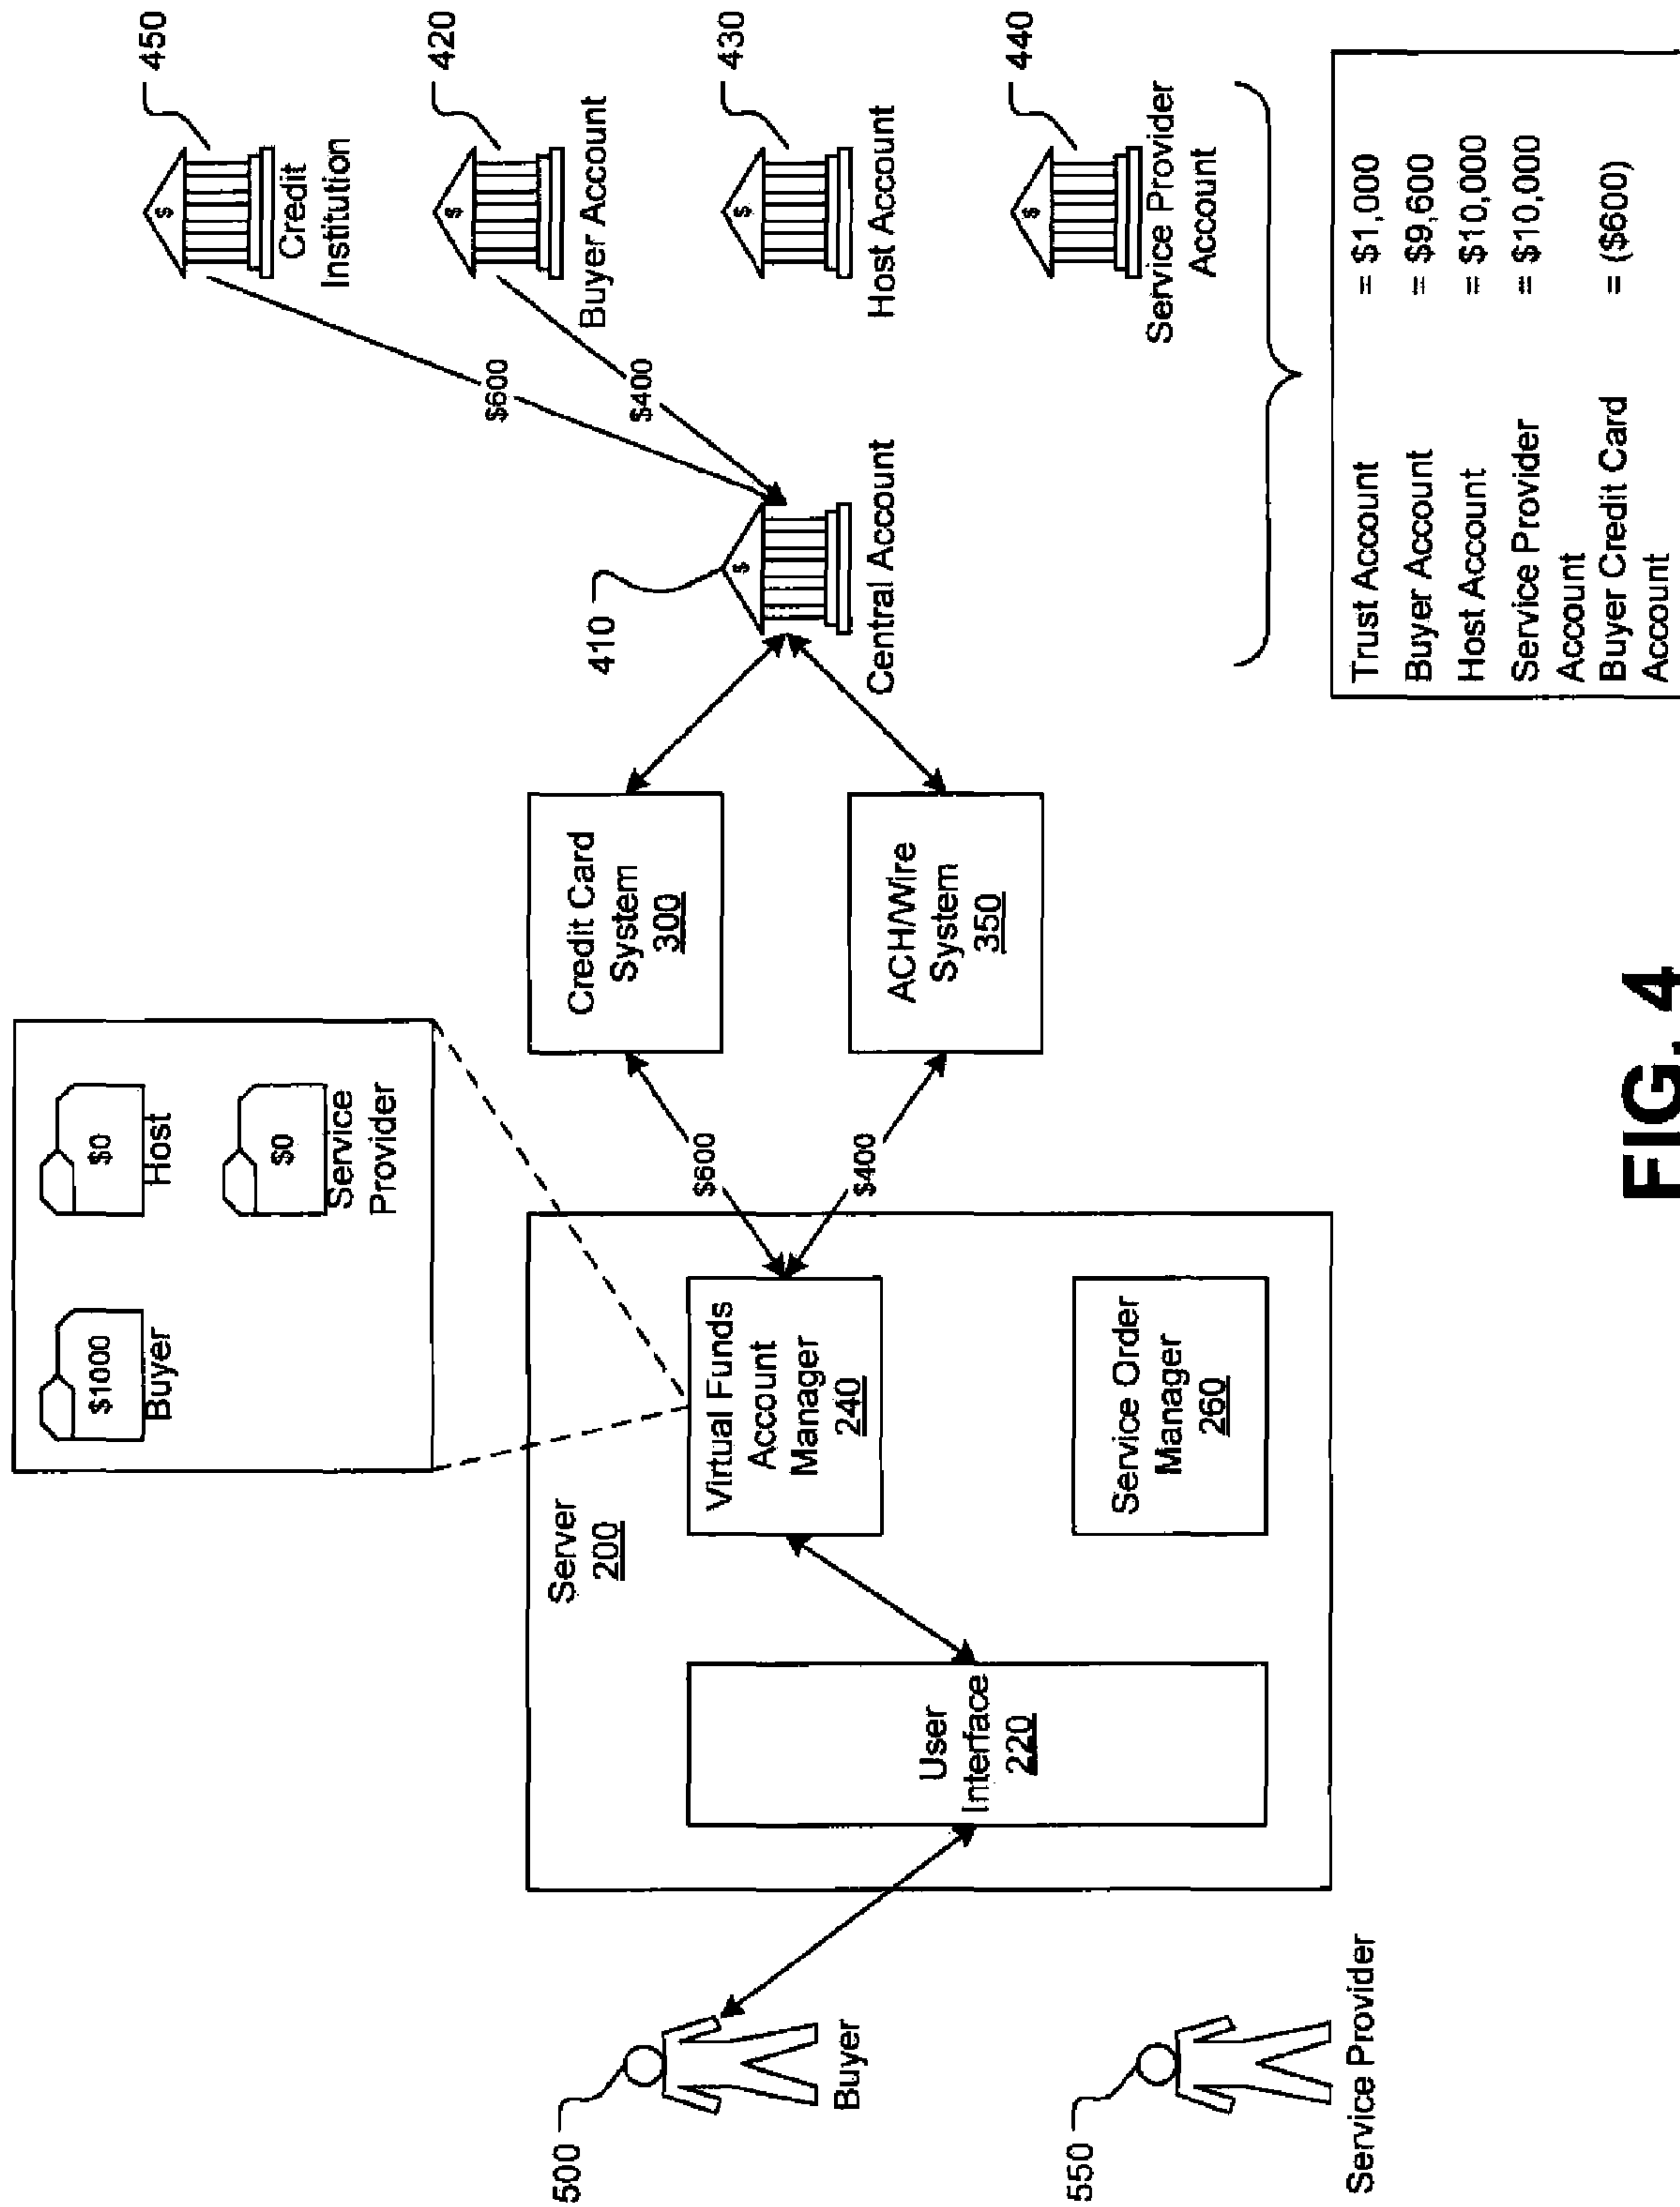 $1000
Buyer
$0
Host
$0
Service
Provider
500
Buyer
550
Service Provider
Server
200
User
Interface
220
Virtual Funds
Account
Manager
240
Service Order
Manager
260
$600
$400
Credit Card
System
300
ACH/Wire
System
350
410
$
Central Account
$600
$400
450
$
Credit
Institution
420
$
Buyer Account
430
$
Host Account
440
$
Service Provider
Account
Trust Account = $1,000
Buyer Account = $9,600
Host Account = $10,000
Service Provider = $10,000
Account
Buyer Credit Card = ($600)
Account
FIG. 4